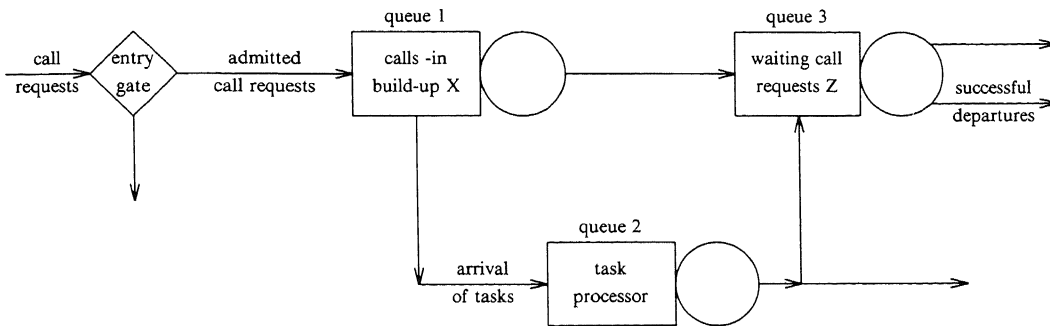 queue 1
queue 3
call
requests
entry
gate
admitted
call requests
calls -in
build-up X
waiting call
requests Z
successful
departures
queue 2
arrival
of tasks
task
processor